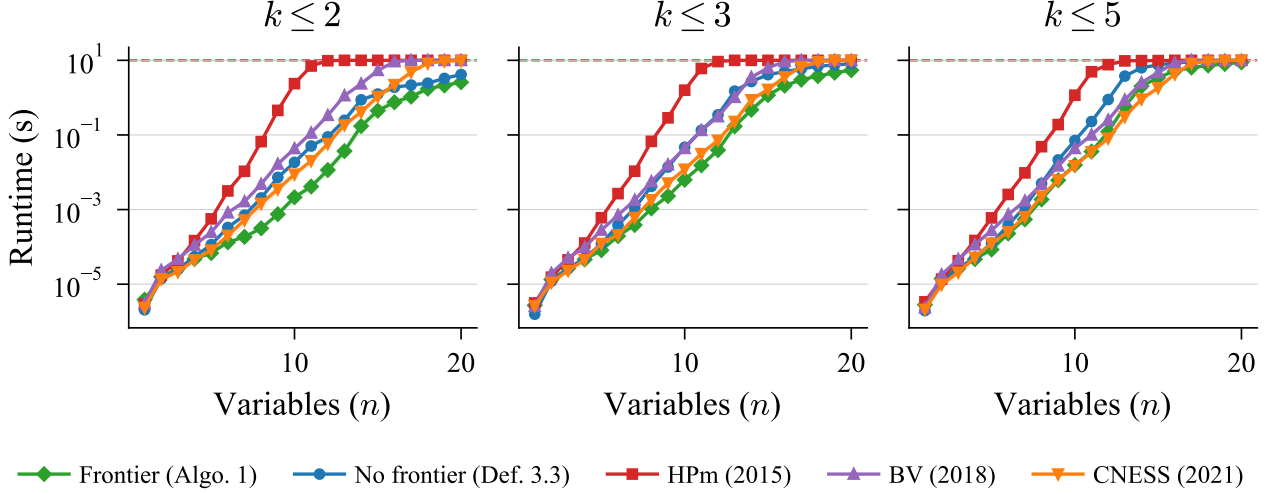 k ≤ 2 k ≤ 3 k ≤ 5
Runtime (s)
10^1
10^−1
10^−3
10^−5
10 20 10 20 10 20
Variables (n) Variables (n) Variables (n)
Frontier (Algo. 1) No frontier (Def. 3.3) HPm (2015) BV (2018) CNESS (2021)